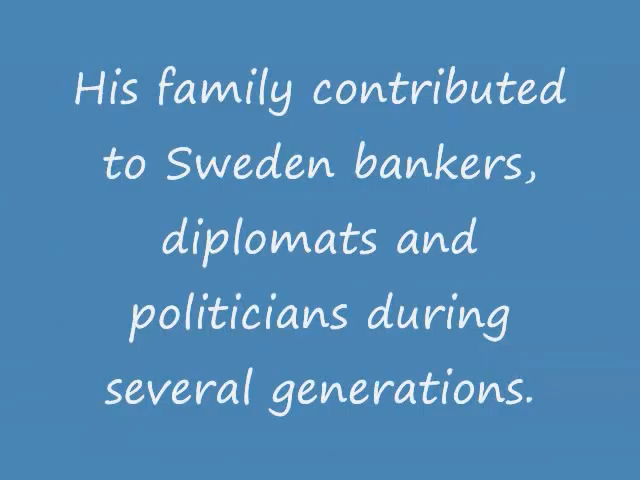 His family contributed
to Sweden bankers,
diplomats and
politicians during
several generations.